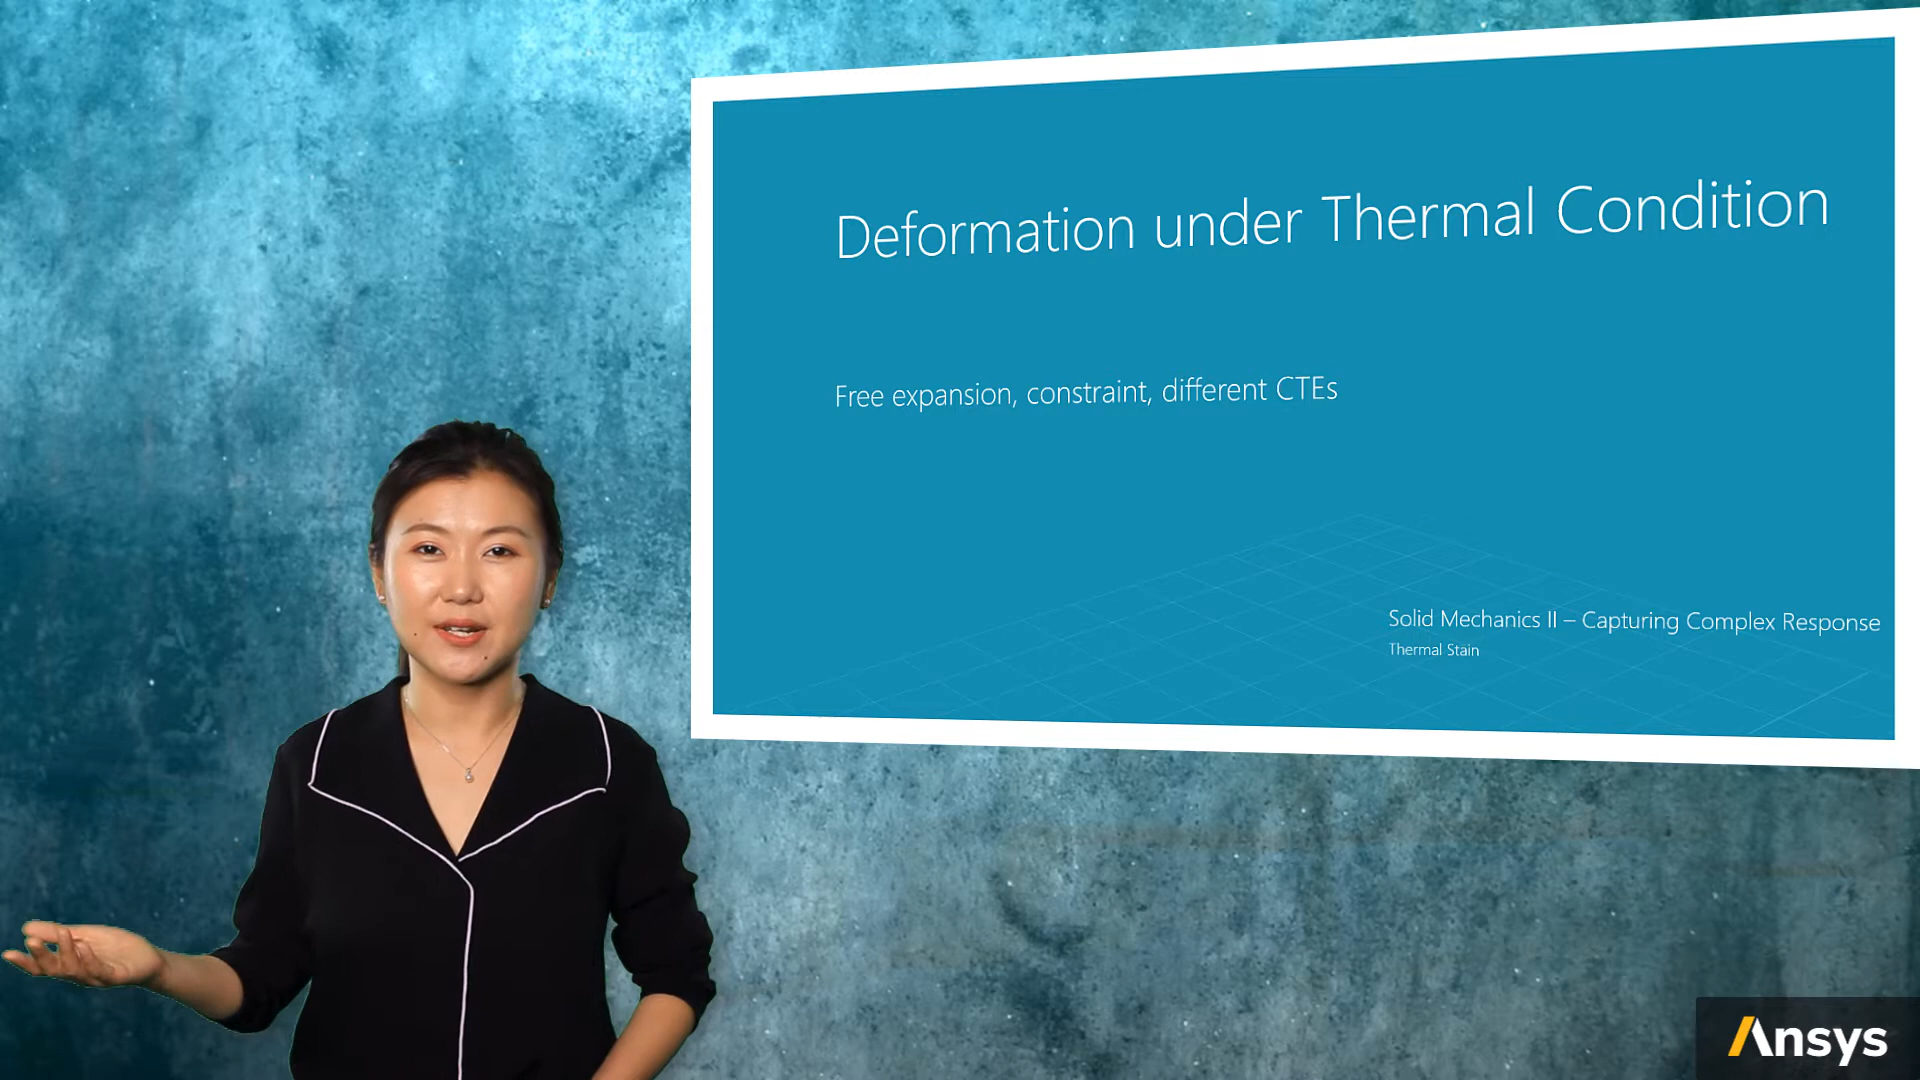 Deformation under Thermal Condition
Free expansion, constraint, different CTEs
Solid Mechanics II – Capturing Complex Response
Thermal Stain
Ansys